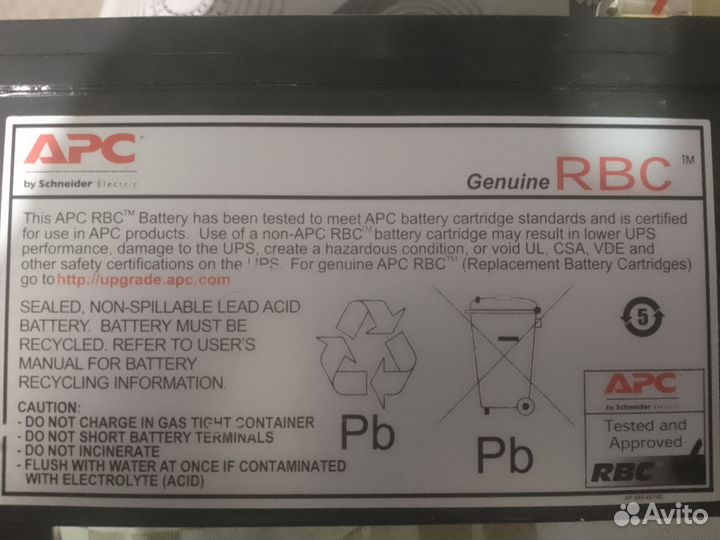 APC
by Schneider Electric
Genuine RBC™
This APC RBC™ Battery has been tested to meet APC battery cartridge standards and is certified
for use in APC products. Use of a non-APC RBC™ battery cartridge may result in lower UPS
performance, damage to the UPS, create a hazardous condition, or void UL, CSA, VDE and
other safety certifications on the UPS. For genuine APC RBC™ (Replacement Battery Cartridges)
go to http://upgrade.apc.com
SEALED, NON-SPILLABLE LEAD ACID
BATTERY. BATTERY MUST BE
RECYCLED. REFER TO USER'S
MANUAL FOR BATTERY
RECYCLING INFORMATION.
CAUTION:
- DO NOT CHARGE IN GAS TIGHT CONTAINER
- DO NOT SHORT BATTERY TERMINALS
- DO NOT INCINERATE
- FLUSH WITH WATER AT ONCE IF CONTAMINATED
WITH ELECTROLYTE (ACID)
Pb
Pb
5
APC
by Schneider Electric
Tested and
Approved
RBC
Avito